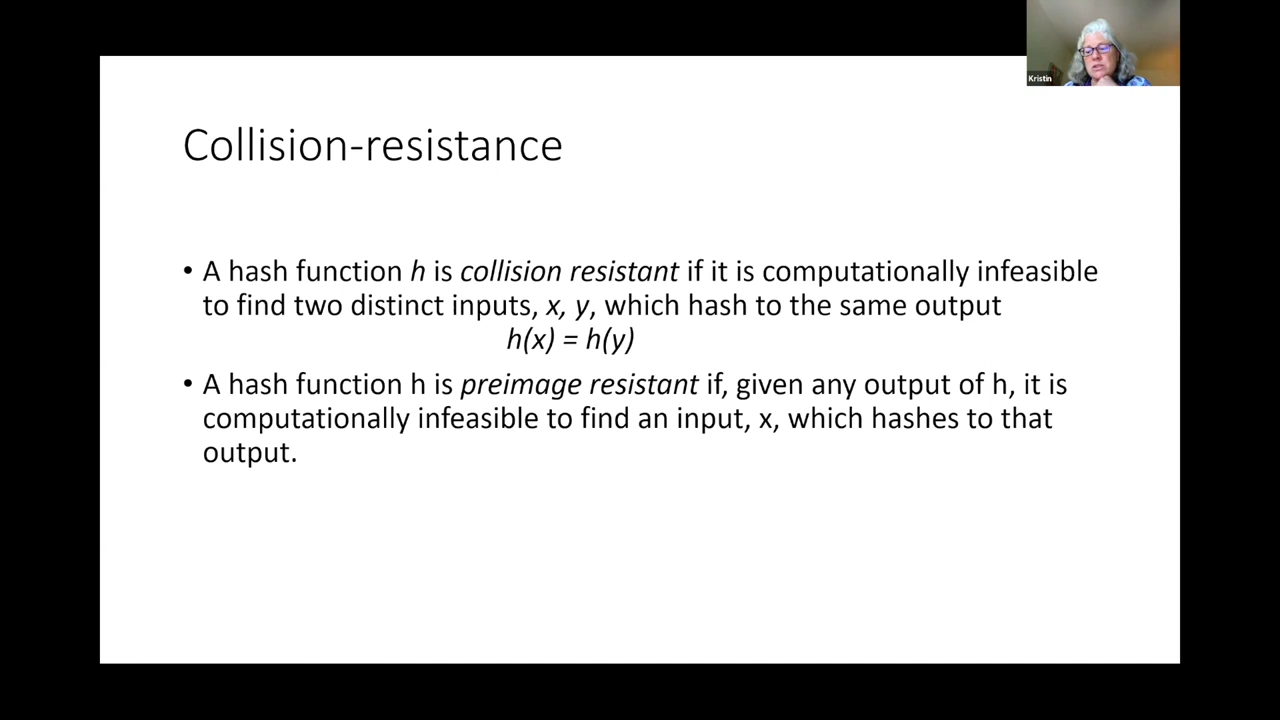 Kristin
Collision-resistance
• A hash function h is collision resistant if it is computationally infeasible
to find two distinct inputs, x, y, which hash to the same output
h(x) = h(y)
• A hash function h is preimage resistant if, given any output of h, it is
computationally infeasible to find an input, x, which hashes to that
output.